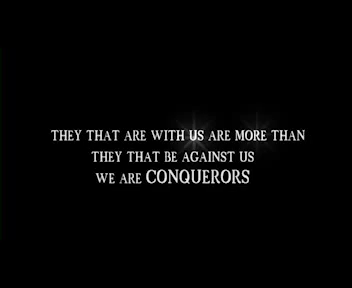 THEY THAT ARE WITH US ARE MORE THAN
THEY THAT BE AGAINST US
WE ARE CONQUERORS